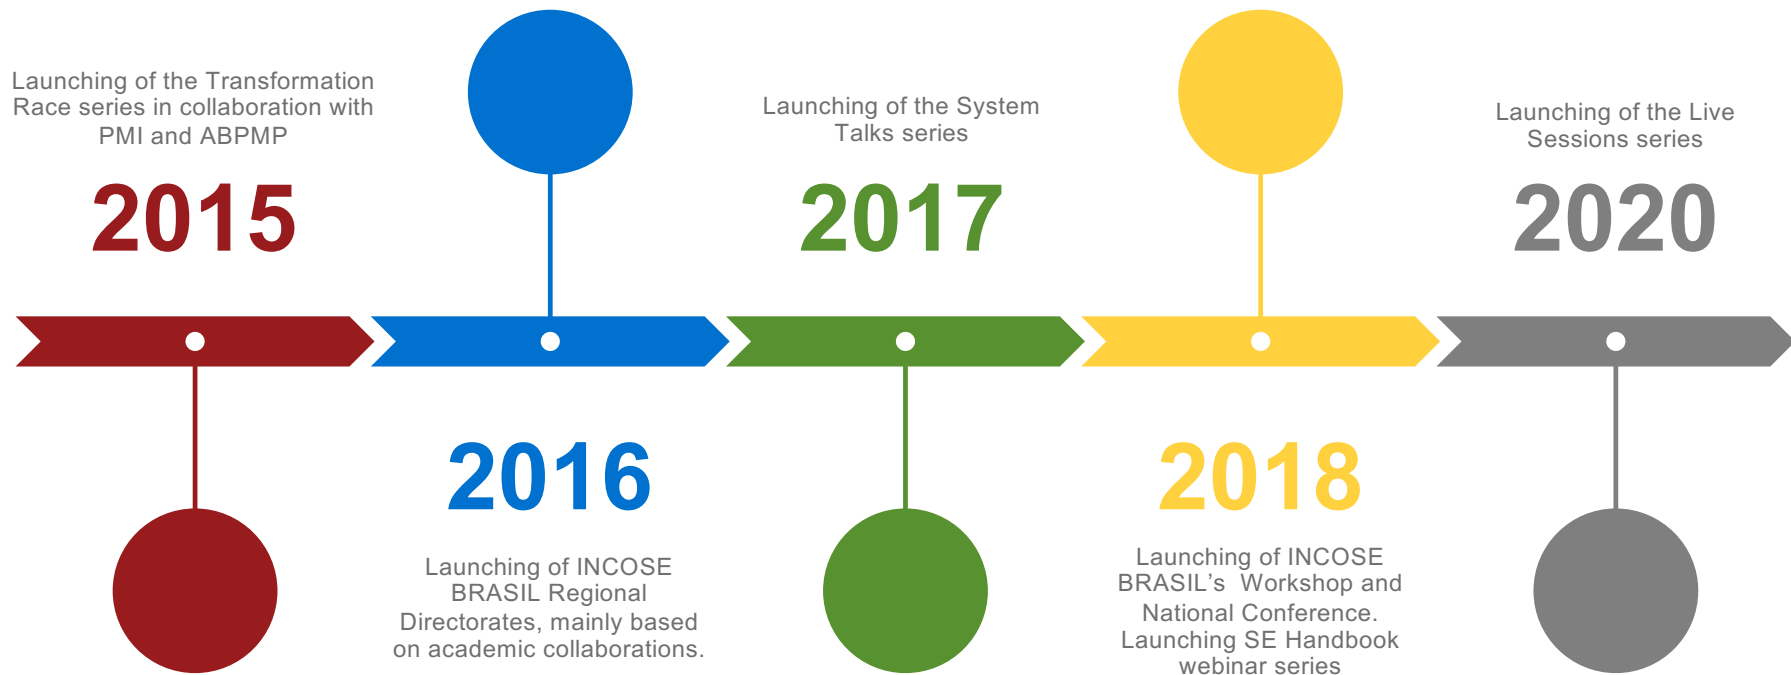 Launching of the Transformation
Race series in collaboration with
PMI and ABPMP
2015
2016
Launching of INCOSE
BRASIL Regional
Directorates, mainly based
on academic collaborations.
Launching of the System
Talks series
2017
2018
Launching of INCOSE
BRASIL’s  Workshop and
National Conference.
Launching SE Handbook
webinar series
Launching of the Live
Sessions series
2020